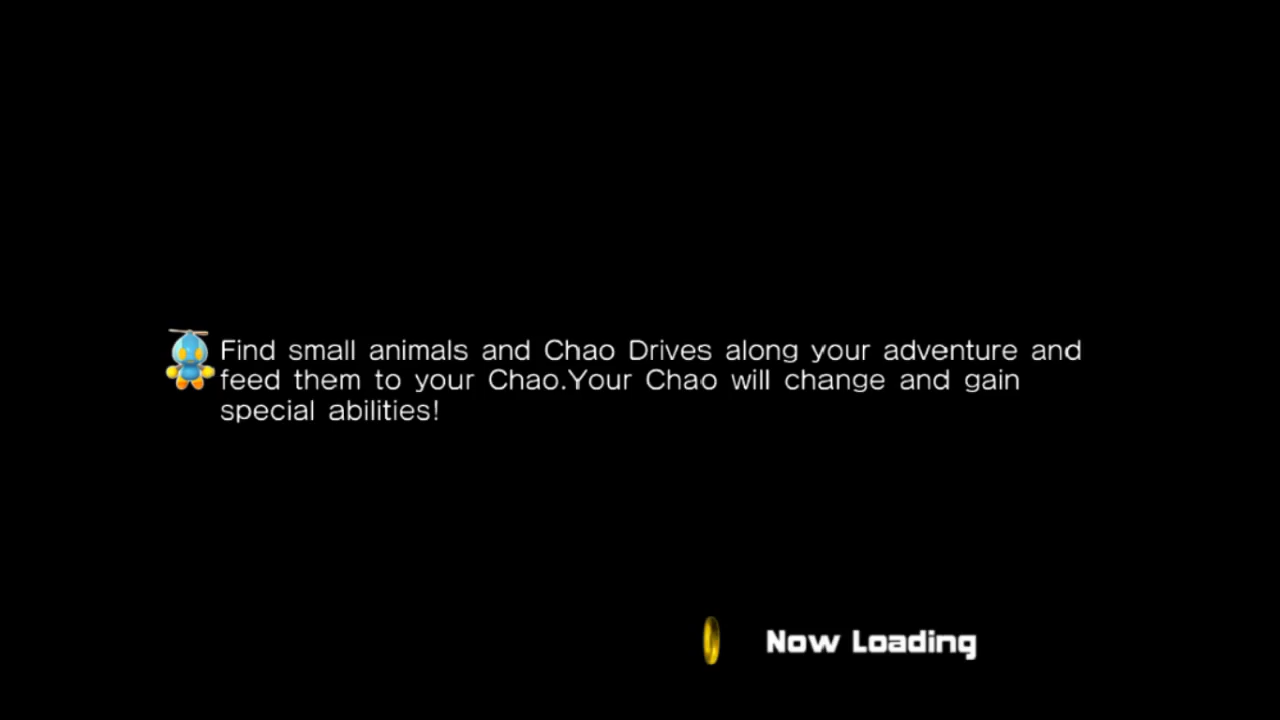 Find small animals and Chao Drives along your adventure and
feed them to your Chao.Your Chao will change and gain
special abilities!
Now Loading